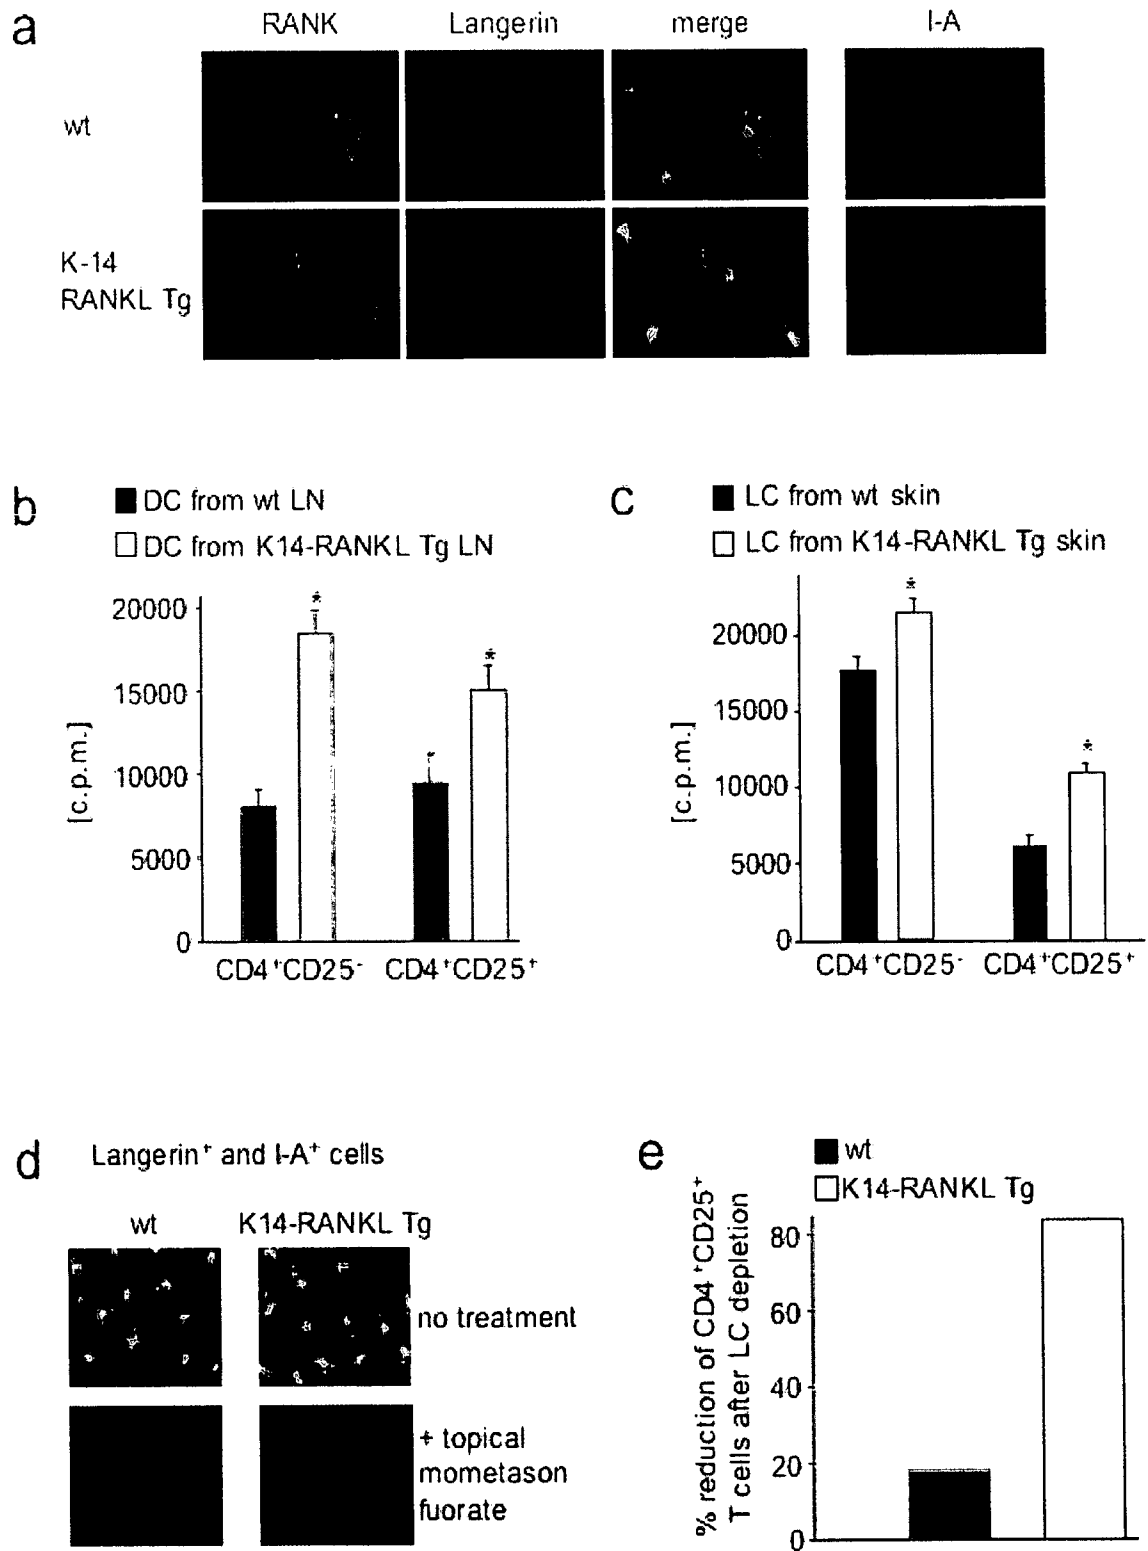 a
RANK Langerin merge I-A
wt
K-14
RANKL Tg
b
■ DC from wt LN
□ DC from K14-RANKL Tg LN
[c.p.m.]
20000
15000
10000
5000
0
* *
CD4⁺CD25⁻ CD4⁺CD25⁺
c
■ LC from wt skin
□ LC from K14-RANKL Tg skin
[c.p.m.]
20000
15000
10000
5000
0
* *
CD4⁺CD25⁻ CD4⁺CD25⁺
d
Langerin⁺ and I-A⁺ cells
wt K14-RANKL Tg
no treatment
+ topical
mometason
fuorate
e
■ wt
□ K14-RANKL Tg
% reduction of CD4⁺CD25⁺
T cells after LC depletion
80
60
40
20
0